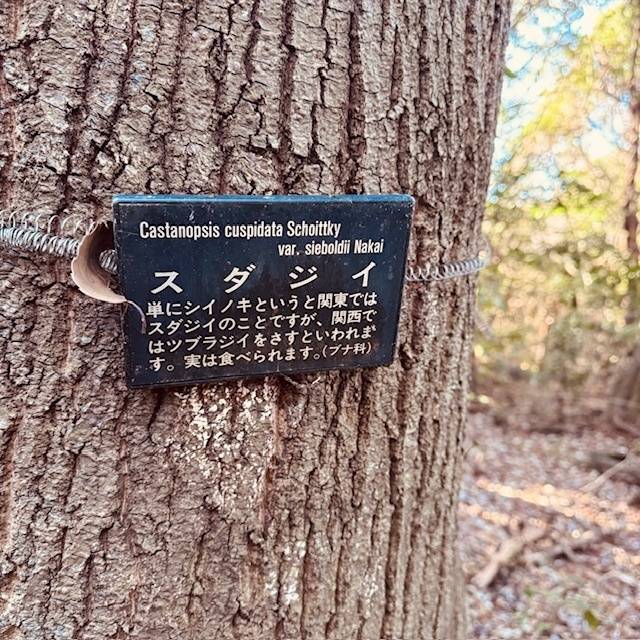 Castanopsis cuspidata Schoittky
var. sieboldii Nakai
スダジイ
単にシイノキというと関東では
スダジイのことですが、関西で
はツブラジイをさすといわれま
す。実は食べられます。(ブナ科)